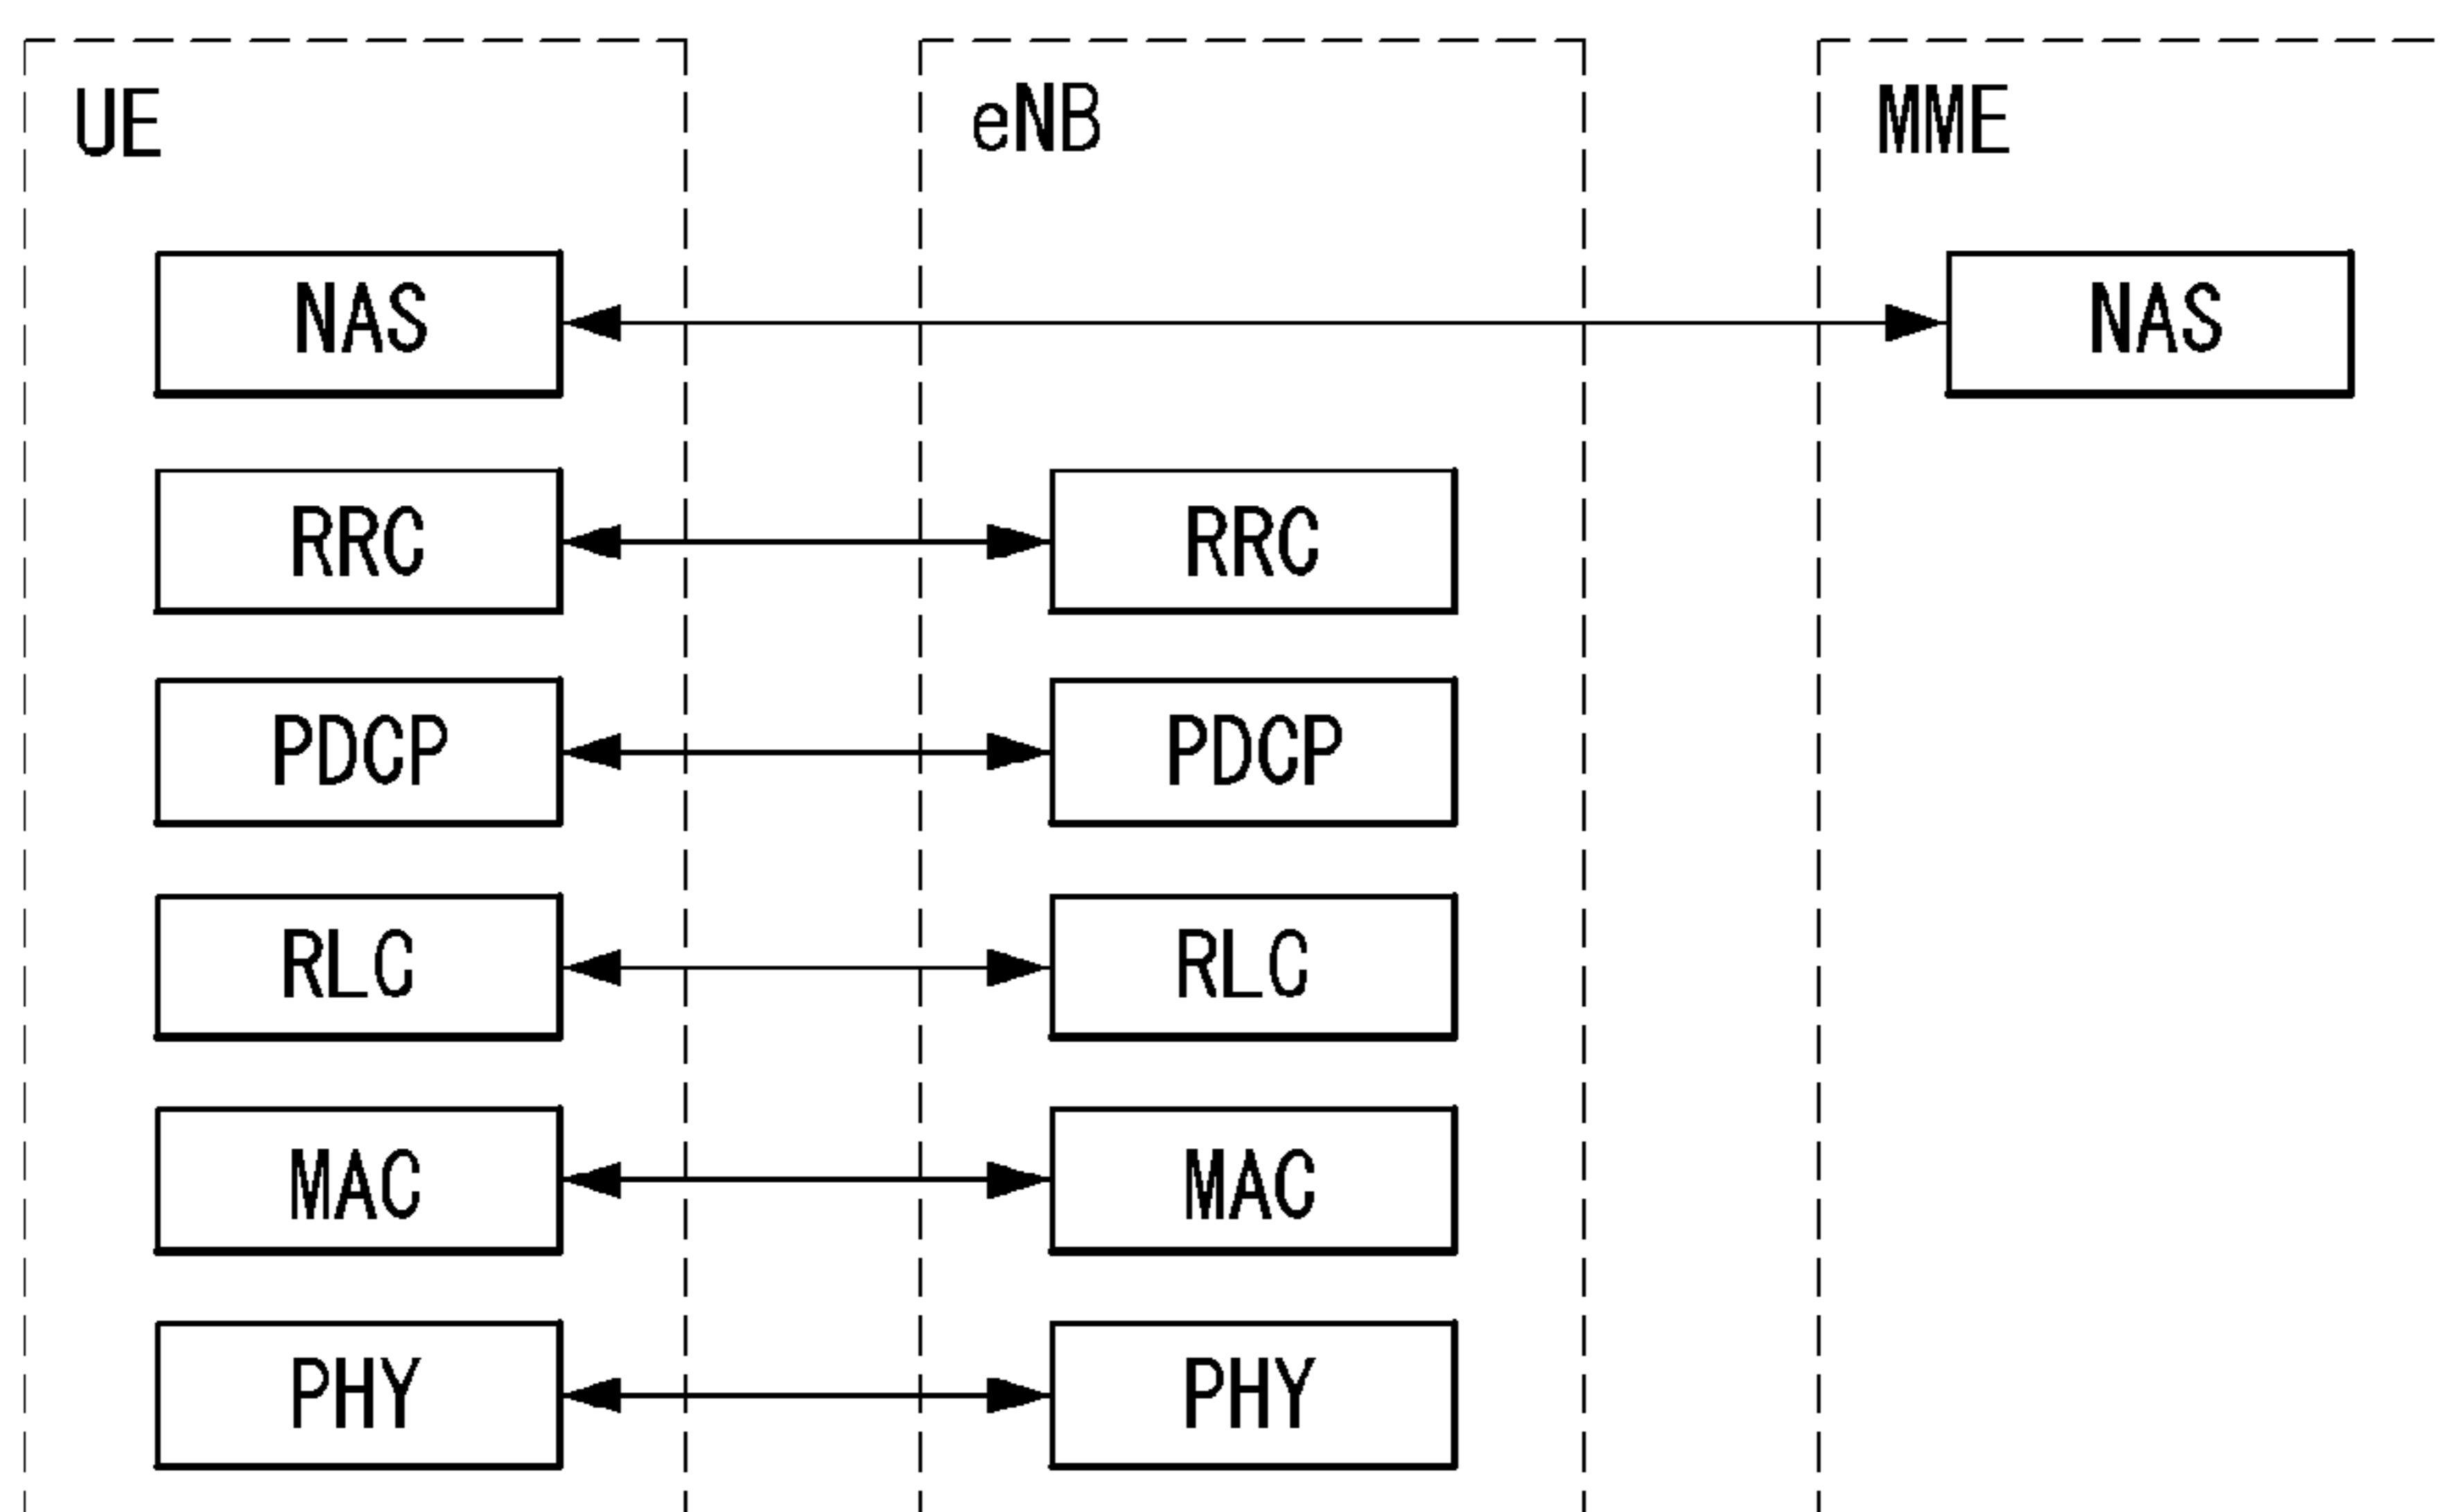 UE eNB MME
NAS NAS
RRC RRC
PDCP PDCP
RLC RLC
MAC MAC
PHY PHY